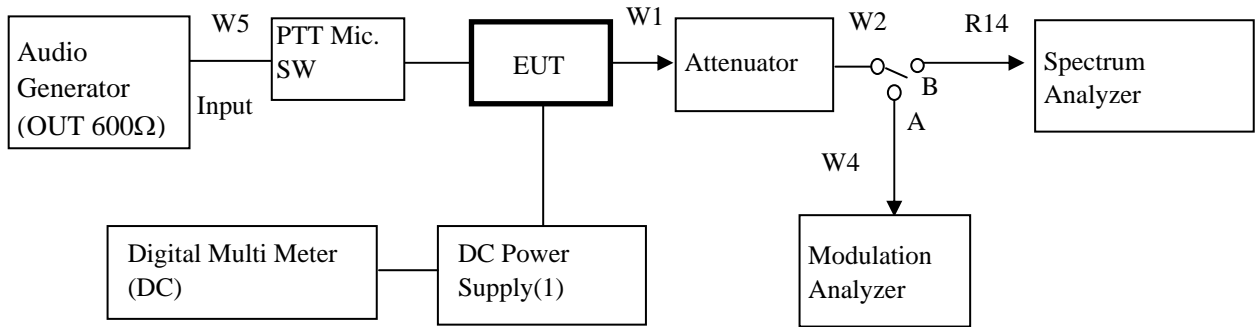 W5
W1
W2
R14
Audio
Generator
(OUT 600Ω)
Input
PTT Mic.
SW
EUT
Attenuator
B
A
Spectrum
Analyzer
W4
Digital Multi Meter
(DC)
DC Power
Supply(1)
Modulation
Analyzer